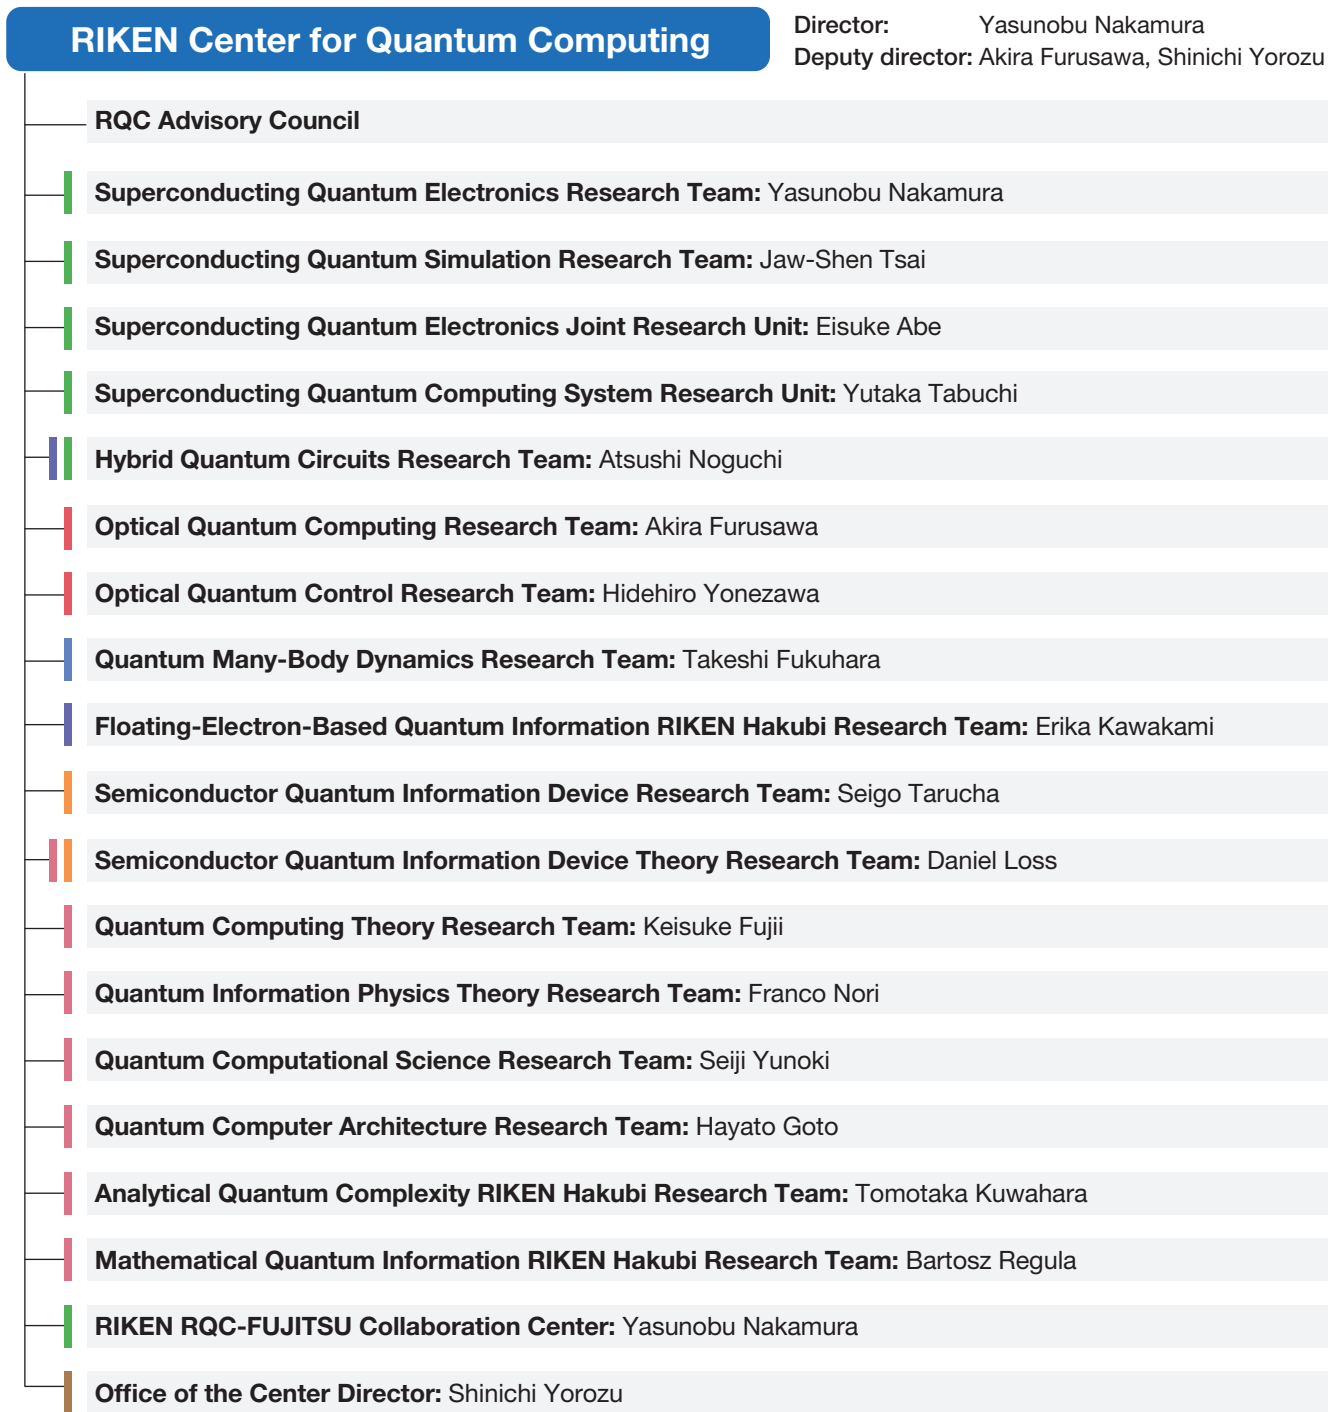 RIKEN Center for Quantum Computing
Director: Yasunobu Nakamura
Deputy director: Akira Furusawa, Shinichi Yorozu
RQC Advisory Council
Superconducting Quantum Electronics Research Team: Yasunobu Nakamura
Superconducting Quantum Simulation Research Team: Jaw-Shen Tsai
Superconducting Quantum Electronics Joint Research Unit: Eisuke Abe
Superconducting Quantum Computing System Research Unit: Yutaka Tabuchi
Hybrid Quantum Circuits Research Team: Atsushi Noguchi
Optical Quantum Computing Research Team: Akira Furusawa
Optical Quantum Control Research Team: Hidehiro Yonezawa
Quantum Many-Body Dynamics Research Team: Takeshi Fukuhara
Floating-Electron-Based Quantum Information RIKEN Hakubi Research Team: Erika Kawakami
Semiconductor Quantum Information Device Research Team: Seigo Tarucha
Semiconductor Quantum Information Device Theory Research Team: Daniel Loss
Quantum Computing Theory Research Team: Keisuke Fujii
Quantum Information Physics Theory Research Team: Franco Nori
Quantum Computational Science Research Team: Seiji Yunoki
Quantum Computer Architecture Research Team: Hayato Goto
Analytical Quantum Complexity RIKEN Hakubi Research Team: Tomotaka Kuwahara
Mathematical Quantum Information RIKEN Hakubi Research Team: Bartosz Regula
RIKEN RQC-FUJITSU Collaboration Center: Yasunobu Nakamura
Office of the Center Director: Shinichi Yorozu